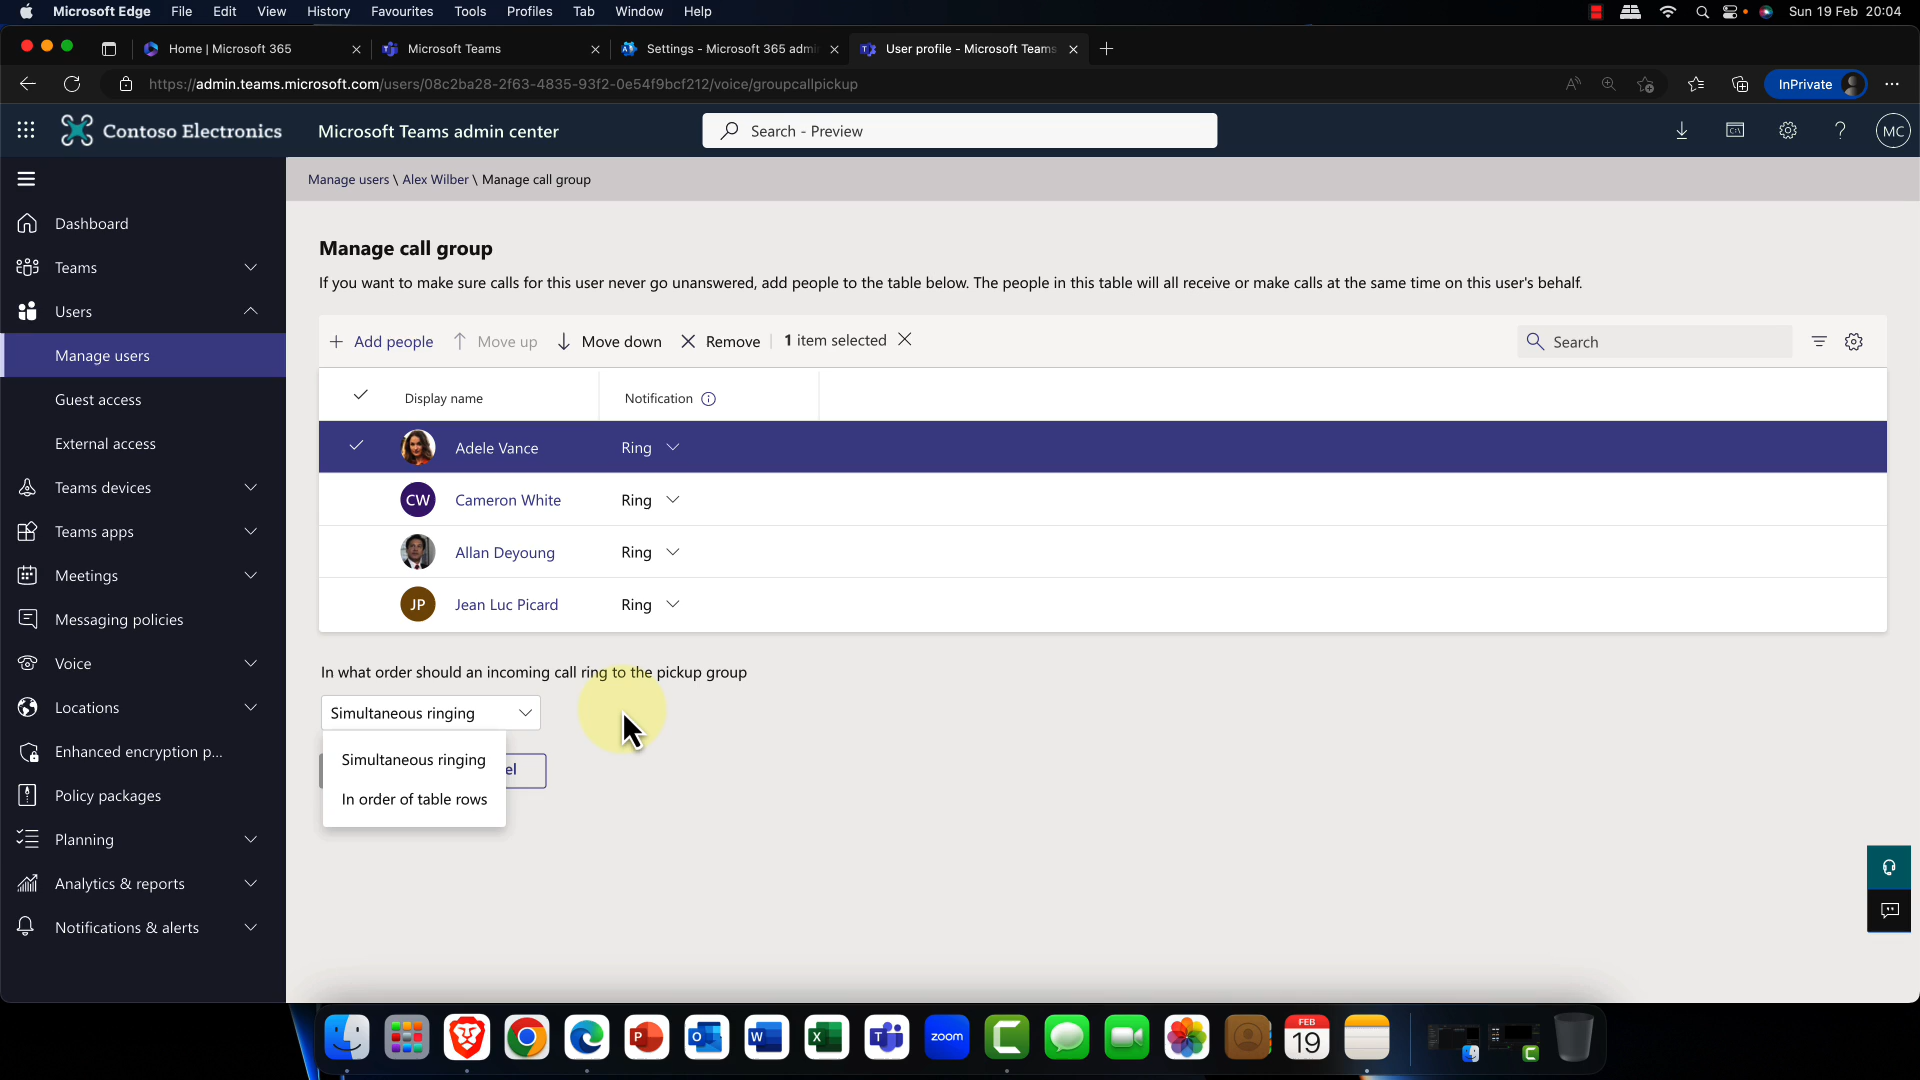 Microsoft Edge File Edit View History Favourites Tools Profiles Tab Window Help Sun 19 Feb 20:04
Home | Microsoft 365 Microsoft Teams Settings - Microsoft 365 admi User profile - Microsoft Teams
https://admin.teams.microsoft.com/users/08c2ba28-2f63-4835-93f2-0e54f9bcf212/voice/groupcallpickup InPrivate
Contoso Electronics Microsoft Teams admin center Search - Preview MC
Manage users \ Alex Wilber \ Manage call group
Dashboard
Teams
Users
Manage users
Guest access
External access
Teams devices
Teams apps
Meetings
Messaging policies
Voice
Locations
Enhanced encryption p...
Policy packages
Planning
Analytics & reports
Notifications & alerts
Manage call group
If you want to make sure calls for this user never go unanswered, add people to the table below. The people in this table will all receive or make calls at the same time on this user's behalf.
Add people Move up Move down Remove 1 item selected Search
Display name Notification
Adele Vance Ring
CW Cameron White Ring
Allan Deyoung Ring
JP Jean Luc Picard Ring
In what order should an incoming call ring to the pickup group
Simultaneous ringing
Simultaneous ringing
el
In order of table rows
FEB
19
zoom